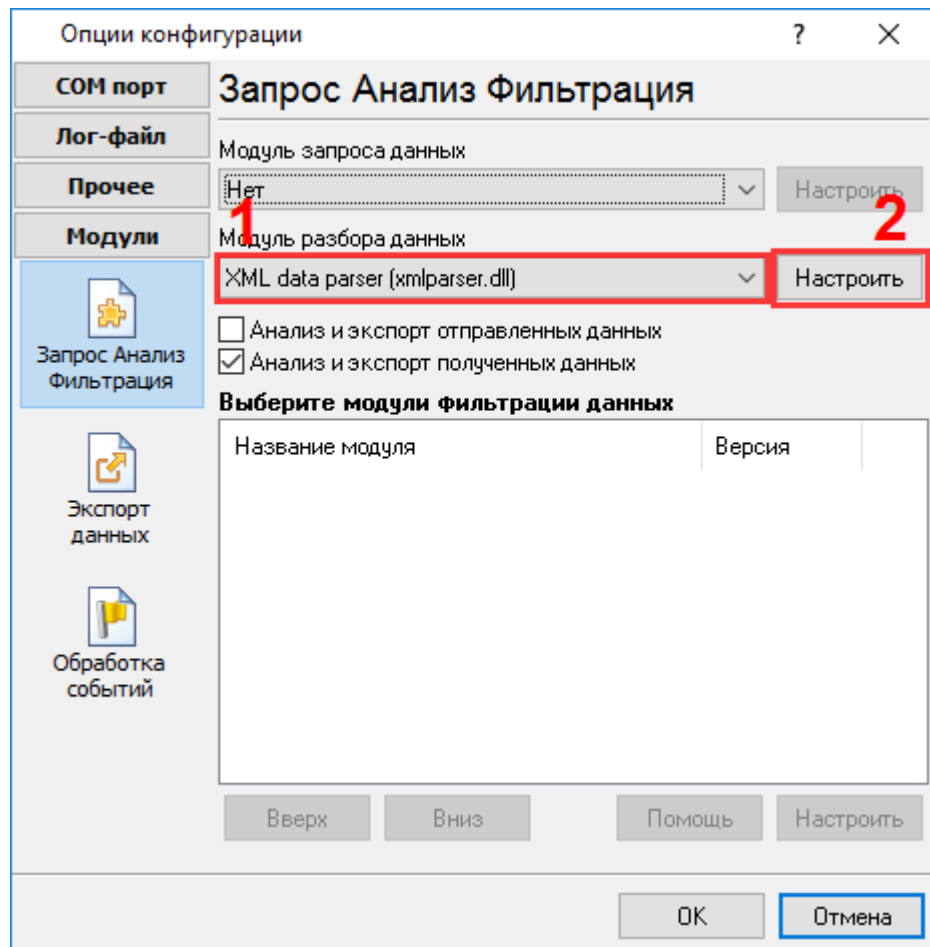 Опции конфигурации
?
COM порт
Лог-файл
Прочее
Модули
Запрос Анализ
Фильтрация
Экспорт
данных
Обработка
событий
Запрос Анализ Фильтрация
Модуль запроса данных
Нет
Настроить
1
2
Модуль разбора данных
XML data parser (xmlparser.dll)
Настроить
Анализ и экспорт отправленных данных
Анализ и экспорт полученных данных
Выберите модули фильтрации данных
Название модуля
Версия
Вверх
Вниз
Помощь
Настроить
OK
Отмена